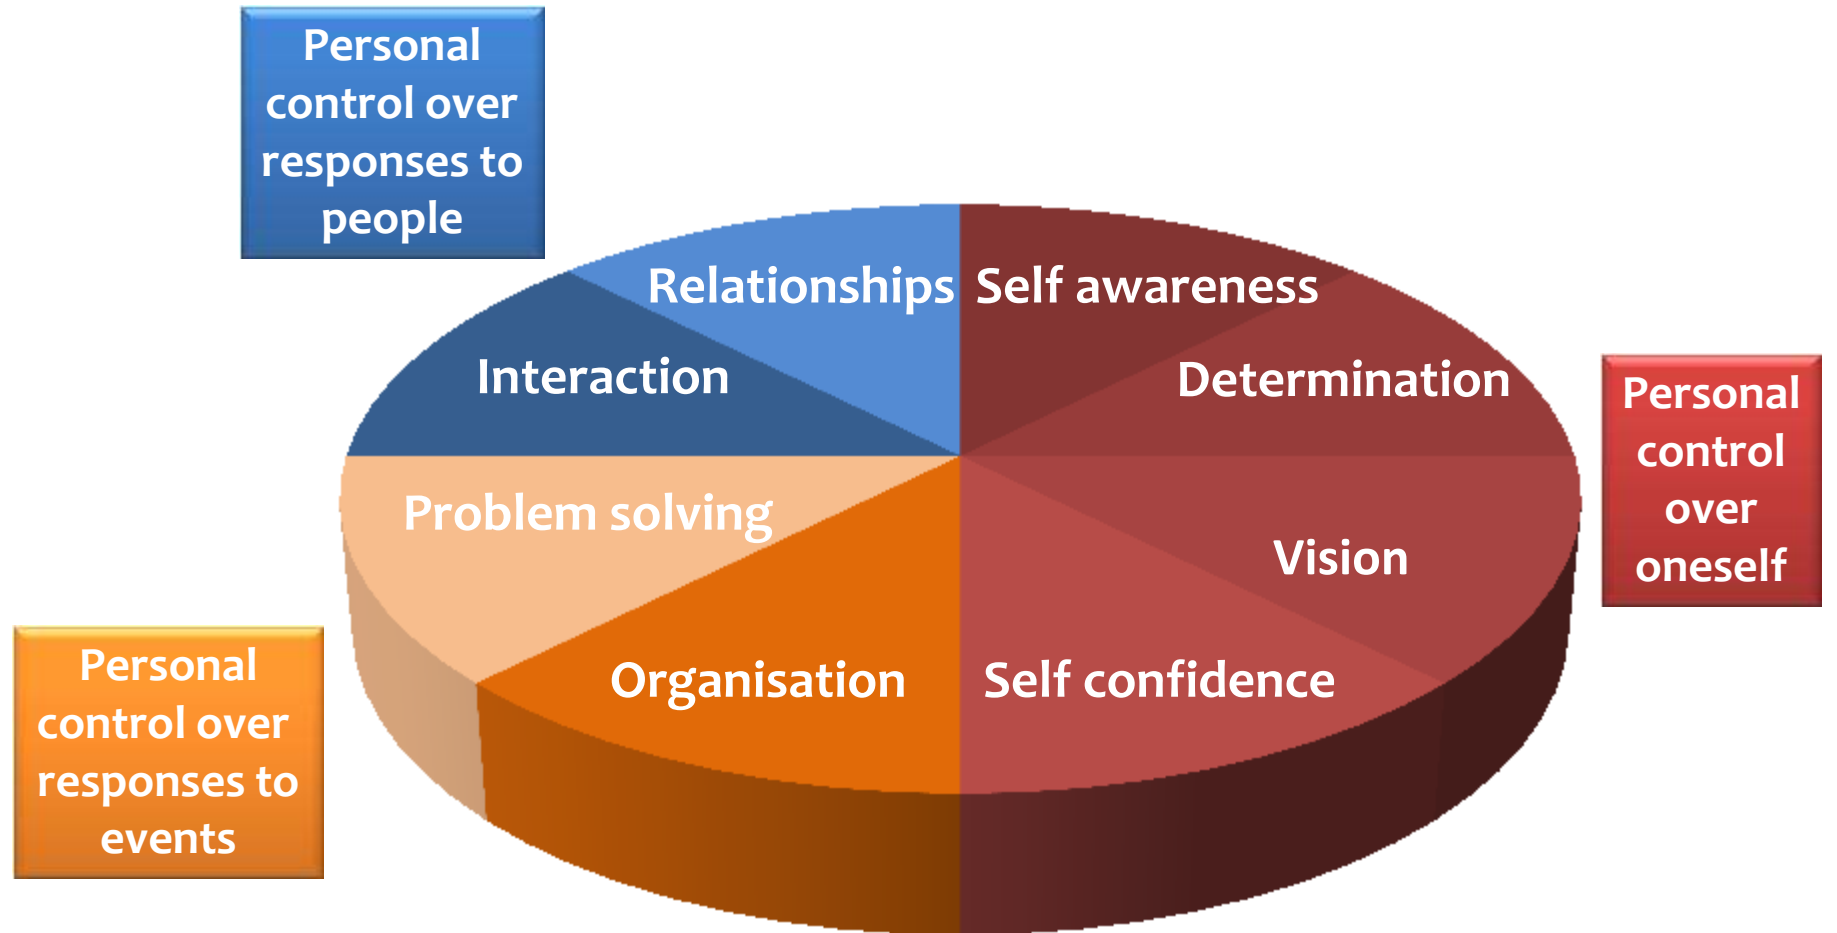 Personal
control over
responses to
people
Relationships
Self awareness
Interaction
Determination
Personal
control
over
oneself
Problem solving
Vision
Organisation
Self confidence
Personal
control over
responses to
events